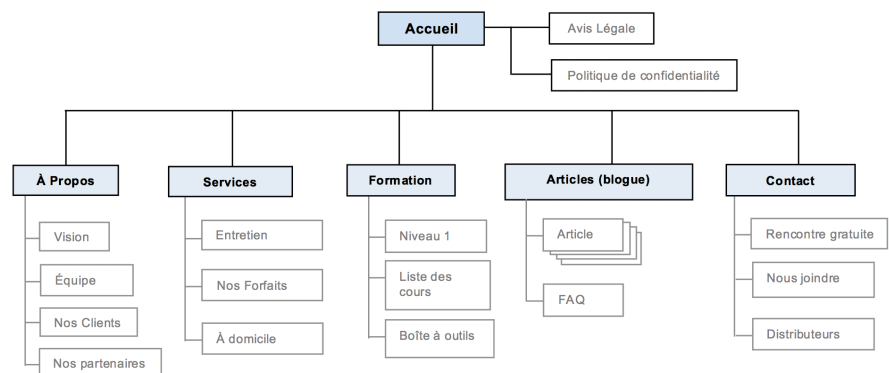 Accueil
Avis Légale
Politique de confidentialité
À Propos
Vision
Équipe
Nos Clients
Nos partenaires
Services
Entretien
Nos Forfaits
À domicile
Formation
Niveau 1
Liste des
cours
Boîte à outils
Articles (blogue)
Article
FAQ
Contact
Rencontre gratuite
Nous joindre
Distributeurs